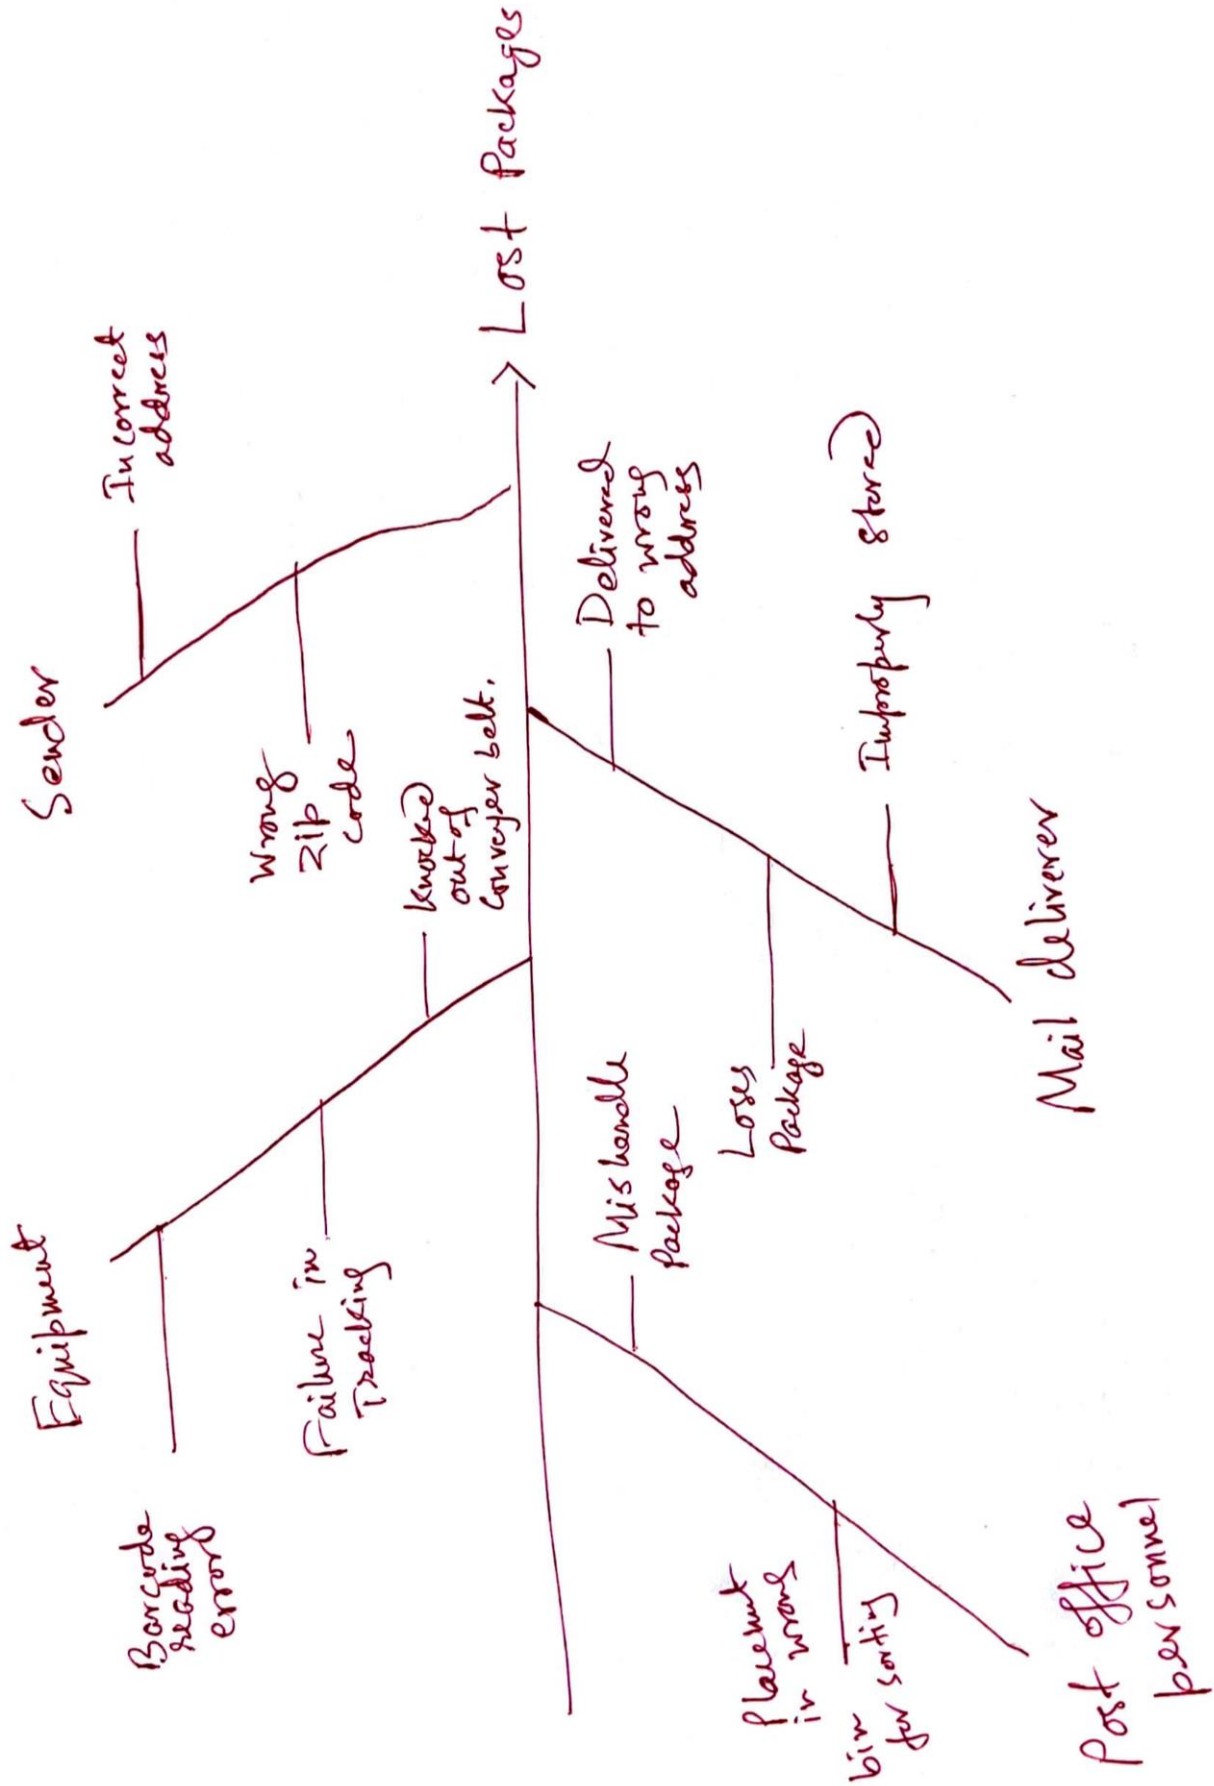 Sender
Incorrect
address
Wrong
Zip
code
Equipment
Barcode
reading
error
Failure in
Tracking
Knocked
out of
Conveyer belt.
Lost Packages
Delivered
to wrong
address
Loses
Package
Improperly stored
Mail deliverer
Mishandle
Package
Placement
in wrong
bin
for sorting
Post office
personnel